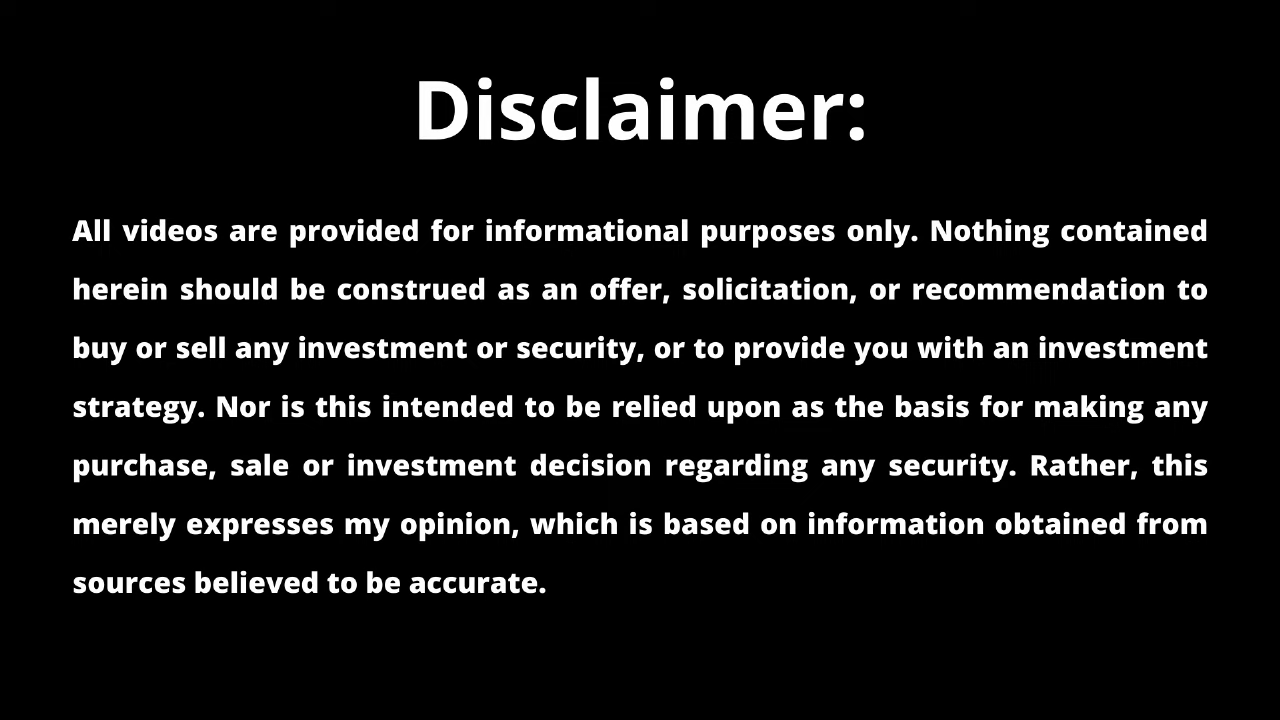 Disclaimer:
All videos are provided for informational purposes only. Nothing contained
herein should be construed as an offer, solicitation, or recommendation to
buy or sell any investment or security, or to provide you with an investment
strategy. Nor is this intended to be relied upon as the basis for making any
purchase, sale or investment decision regarding any security. Rather, this
merely expresses my opinion, which is based on information obtained from
sources believed to be accurate.